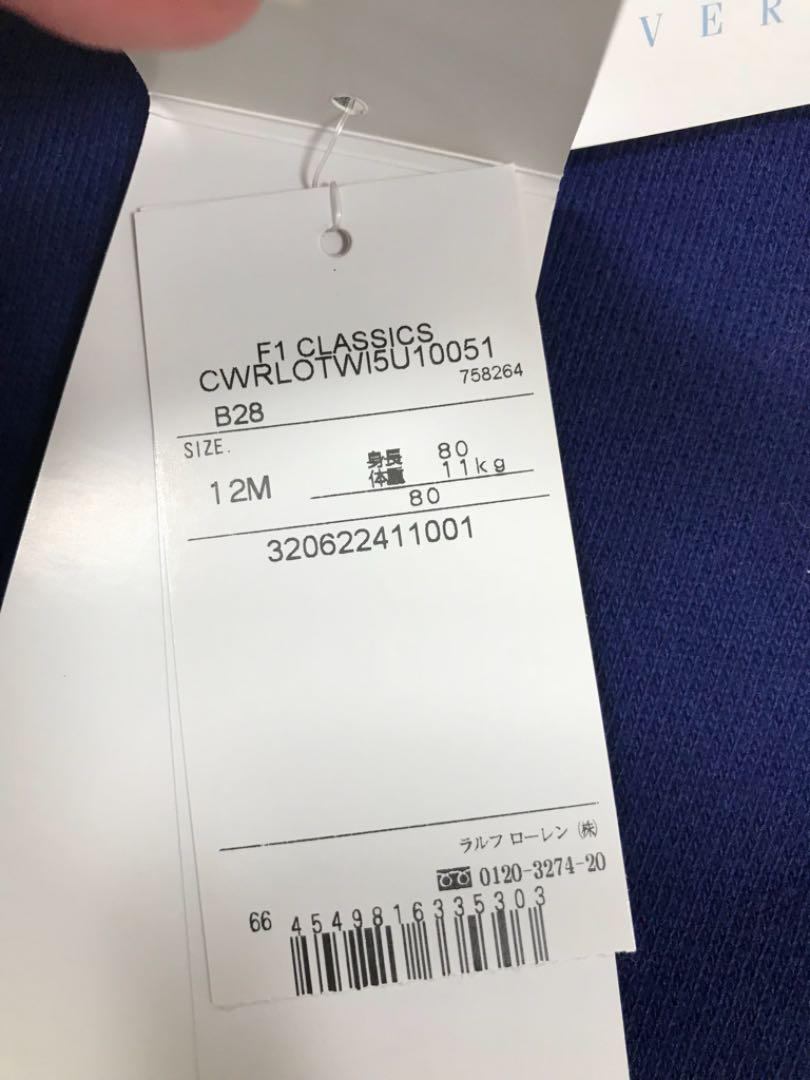 VER
F1 CLASSICS
CWRLOTWI5U10051
758264
B28
SIZE.
12M
身長 80
体重 11kg
80
320622411001
ラルフ ローレン ㈱
0120-3274-20
66 4549816335303